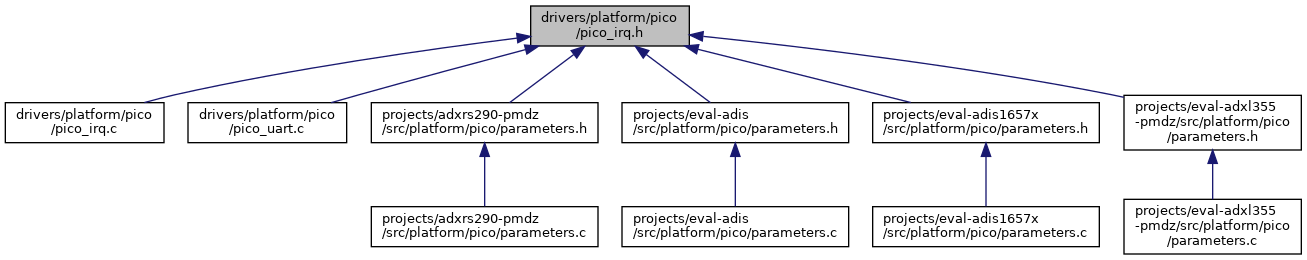 drivers/platform/pico
/pico_irq.h
drivers/platform/pico
/pico_irq.c
drivers/platform/pico
/pico_uart.c
projects/adxrs290-pmdz
/src/platform/pico/parameters.h
projects/eval-adis
/src/platform/pico/parameters.h
projects/eval-adis1657x
/src/platform/pico/parameters.h
projects/eval-adxl355
-pmdz/src/platform/pico
/parameters.h
projects/adxrs290-pmdz
/src/platform/pico/parameters.c
projects/eval-adis
/src/platform/pico/parameters.c
projects/eval-adis1657x
/src/platform/pico/parameters.c
projects/eval-adxl355
-pmdz/src/platform/pico
/parameters.c